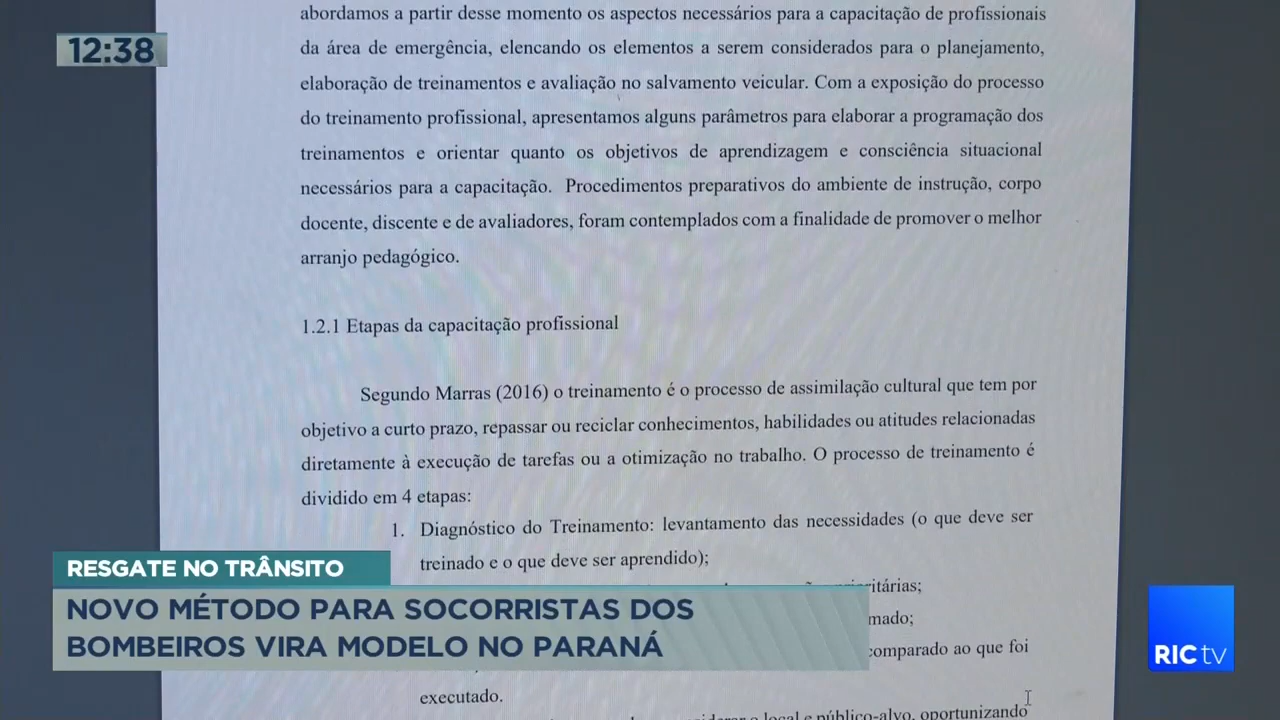 abordamos a partir desse momento os aspectos necessários para a capacitação de profissionais
12:38
da área de emergência, elencando os elementos a serem considerados para o planejamento,
elaboração de treinamentos e avaliação no salvamento veicular. Com a exposição do processo
do treinamento profissional, apresentamos alguns parâmetros para elaborar a programação dos
treinamentos e orientar quanto os objetivos de aprendizagem e consciência situacional
necessários para a capacitação. Procedimentos preparativos do ambiente de instrução, corpo
docente, discente e de avaliadores, foram contemplados com a finalidade de promover o melhor
arranjo pedagógico.
1.2.1 Etapas da capacitação profissional
Segundo Marras (2016) o treinamento é o processo de assimilação cultural que tem por
objetivo a curto prazo, repassar ou reciclar conhecimentos, habilidades ou atitudes relacionadas
diretamente à execução de tarefas ou a otimização no trabalho. O processo de treinamento é
dividido em 4 etapas:
1. Diagnóstico do Treinamento: levantamento das necessidades (o que deve ser
treinado e o que deve ser aprendido);
RESGATE NO TRÂNSITO
NOVO MÉTODO PARA SOCORRISTAS DOS
BOMBEIROS VIRA MODELO NO PARANÁ
comparado ao que foi
executado.
local e público-alvo, oportunizando
RIC tv